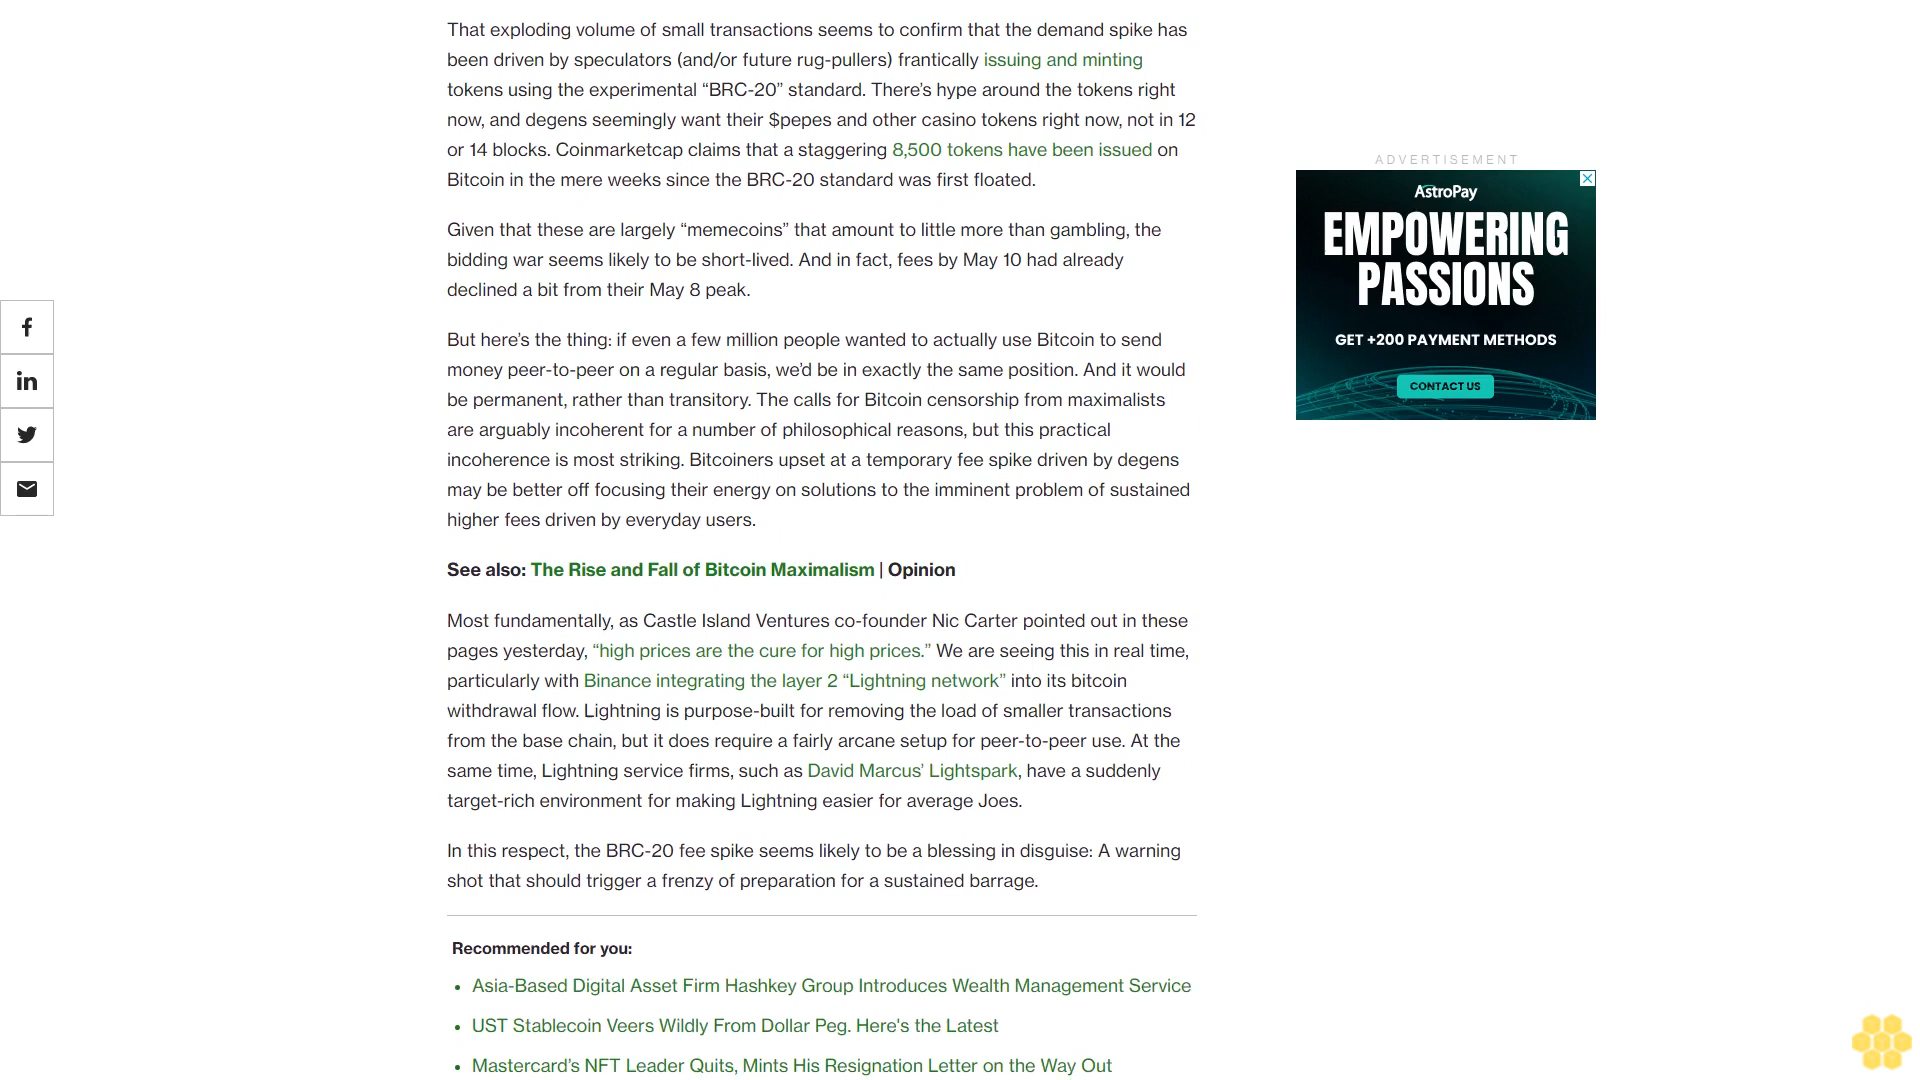 That exploding volume of small transactions seems to confirm that the demand spike has
been driven by speculators (and/or future rug-pullers) frantically issuing and minting
tokens using the experimental “BRC-20” standard. There’s hype around the tokens right
now, and degens seemingly want their $pepes and other casino tokens right now, not in 12
or 14 blocks. Coinmarketcap claims that a staggering 8,500 tokens have been issued on
Bitcoin in the mere weeks since the BRC-20 standard was first floated.
Given that these are largely “memecoins” that amount to little more than gambling, the
bidding war seems likely to be short-lived. And in fact, fees by May 10 had already
declined a bit from their May 8 peak.
But here’s the thing: if even a few million people wanted to actually use Bitcoin to send
money peer-to-peer on a regular basis, we’d be in exactly the same position. And it would
be permanent, rather than transitory. The calls for Bitcoin censorship from maximalists
are arguably incoherent for a number of philosophical reasons, but this practical
incoherence is most striking. Bitcoiners upset at a temporary fee spike driven by degens
may be better off focusing their energy on solutions to the imminent problem of sustained
higher fees driven by everyday users.
See also: The Rise and Fall of Bitcoin Maximalism | Opinion
Most fundamentally, as Castle Island Ventures co-founder Nic Carter pointed out in these
pages yesterday, “high prices are the cure for high prices.” We are seeing this in real time,
particularly with Binance integrating the layer 2 “Lightning network” into its bitcoin
withdrawal flow. Lightning is purpose-built for removing the load of smaller transactions
from the base chain, but it does require a fairly arcane setup for peer-to-peer use. At the
same time, Lightning service firms, such as David Marcus’ Lightspark, have a suddenly
target-rich environment for making Lightning easier for average Joes.
In this respect, the BRC-20 fee spike seems likely to be a blessing in disguise: A warning
shot that should trigger a frenzy of preparation for a sustained barrage.
Recommended for you:
• Asia-Based Digital Asset Firm Hashkey Group Introduces Wealth Management Service
• UST Stablecoin Veers Wildly From Dollar Peg. Here's the Latest
• Mastercard’s NFT Leader Quits, Mints His Resignation Letter on the Way Out
ADVERTISEMENT
AstroPay
EMPOWERING
PASSIONS
GET +200 PAYMENT METHODS
CONTACT US